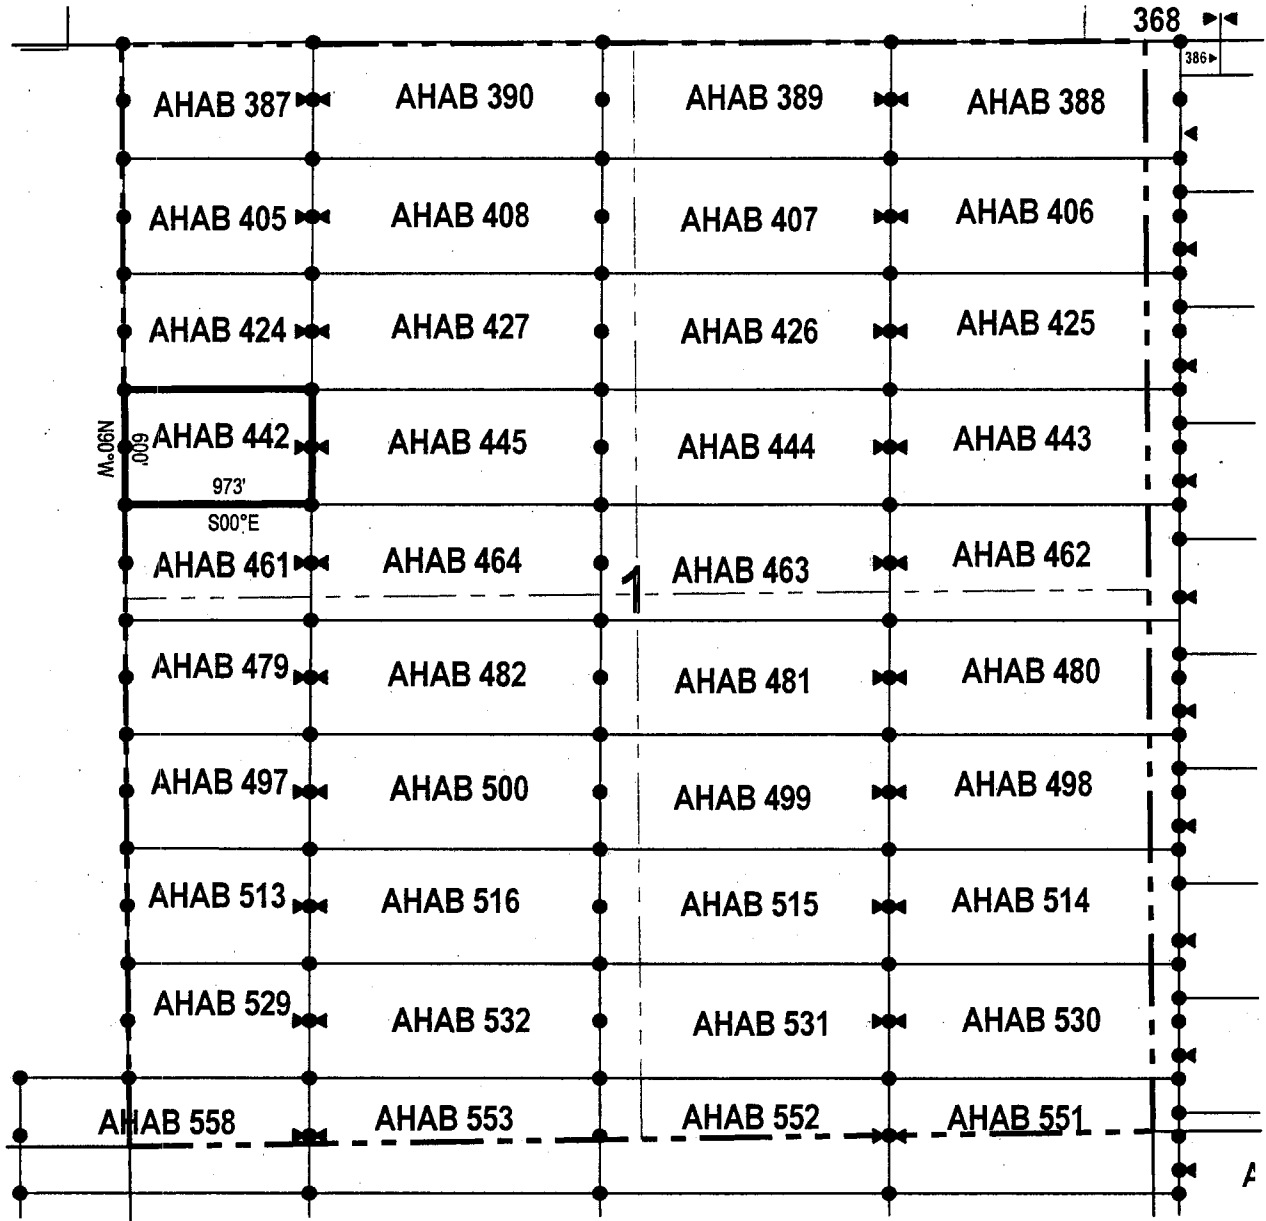 368
386
AHAB 387 AHAB 390 AHAB 389 AHAB 388
AHAB 405 AHAB 408 AHAB 407 AHAB 406
AHAB 424 AHAB 427 AHAB 426 AHAB 425
N90°W 600' AHAB 442 AHAB 445 AHAB 444 AHAB 443
973'
S00°E
AHAB 461 AHAB 464 AHAB 463 AHAB 462
1
AHAB 479 AHAB 482 AHAB 481 AHAB 480
AHAB 497 AHAB 500 AHAB 499 AHAB 498
AHAB 513 AHAB 516 AHAB 515 AHAB 514
AHAB 529 AHAB 532 AHAB 531 AHAB 530
AHAB 558 AHAB 553 AHAB 552 AHAB 551
A